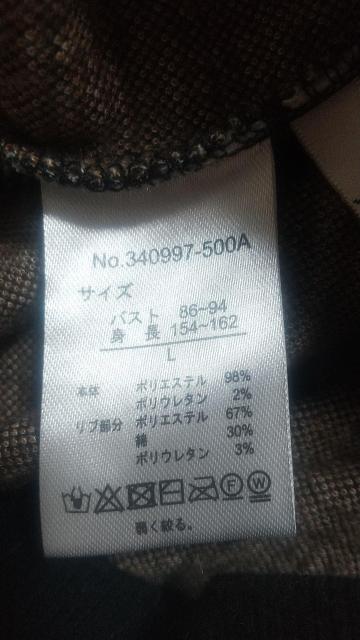 No.340997-500A
サイズ
バスト 86~94
身長 154~162
L
本体 ポリエステル 98%
ポリウレタン 2%
リブ部分 ポリエステル 67%
綿 30%
ポリウレタン 3%
弱く絞る。